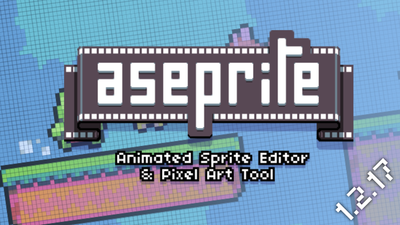 aseprite
Animated Sprite Editor
& Pixel Art Tool
1.2.17